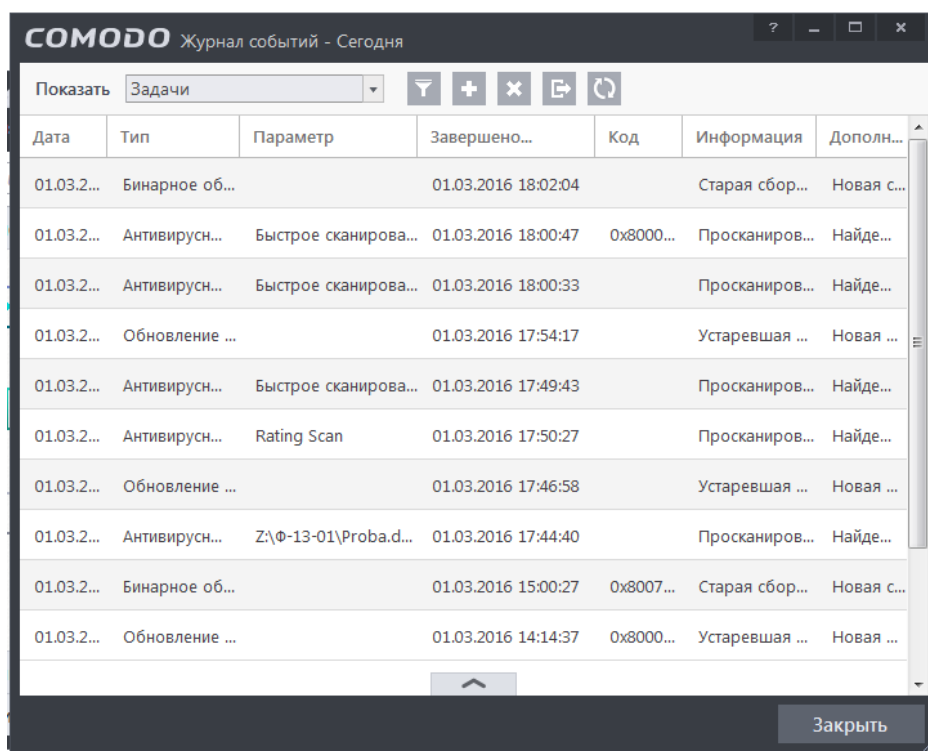 COMODO Журнал событий - Сегодня
Показать Задачи
Дата Тип Параметр Завершено... Код Информация Дополн...
01.03.2... Бинарное об... 01.03.2016 18:02:04 Старая сбор... Новая с...
01.03.2... Антивирусн... Быстрое сканирова... 01.03.2016 18:00:47 0x8000... Просканиров... Найде...
01.03.2... Антивирусн... Быстрое сканирова... 01.03.2016 18:00:33 Просканиров... Найде...
01.03.2... Обновление ... 01.03.2016 17:54:17 Устаревшая ... Новая ...
01.03.2... Антивирусн... Быстрое сканирова... 01.03.2016 17:49:43 Просканиров... Найде...
01.03.2... Антивирусн... Rating Scan 01.03.2016 17:50:27 Просканиров... Найде...
01.03.2... Обновление ... 01.03.2016 17:46:58 Устаревшая ... Новая ...
01.03.2... Антивирусн... Z:\Ф-13-01\Proba.d... 01.03.2016 17:44:40 Просканиров... Найде...
01.03.2... Бинарное об... 01.03.2016 15:00:27 0x8007... Старая сбор... Новая с...
01.03.2... Обновление ... 01.03.2016 14:14:37 0x8000... Устаревшая ... Новая ...
Закрыть